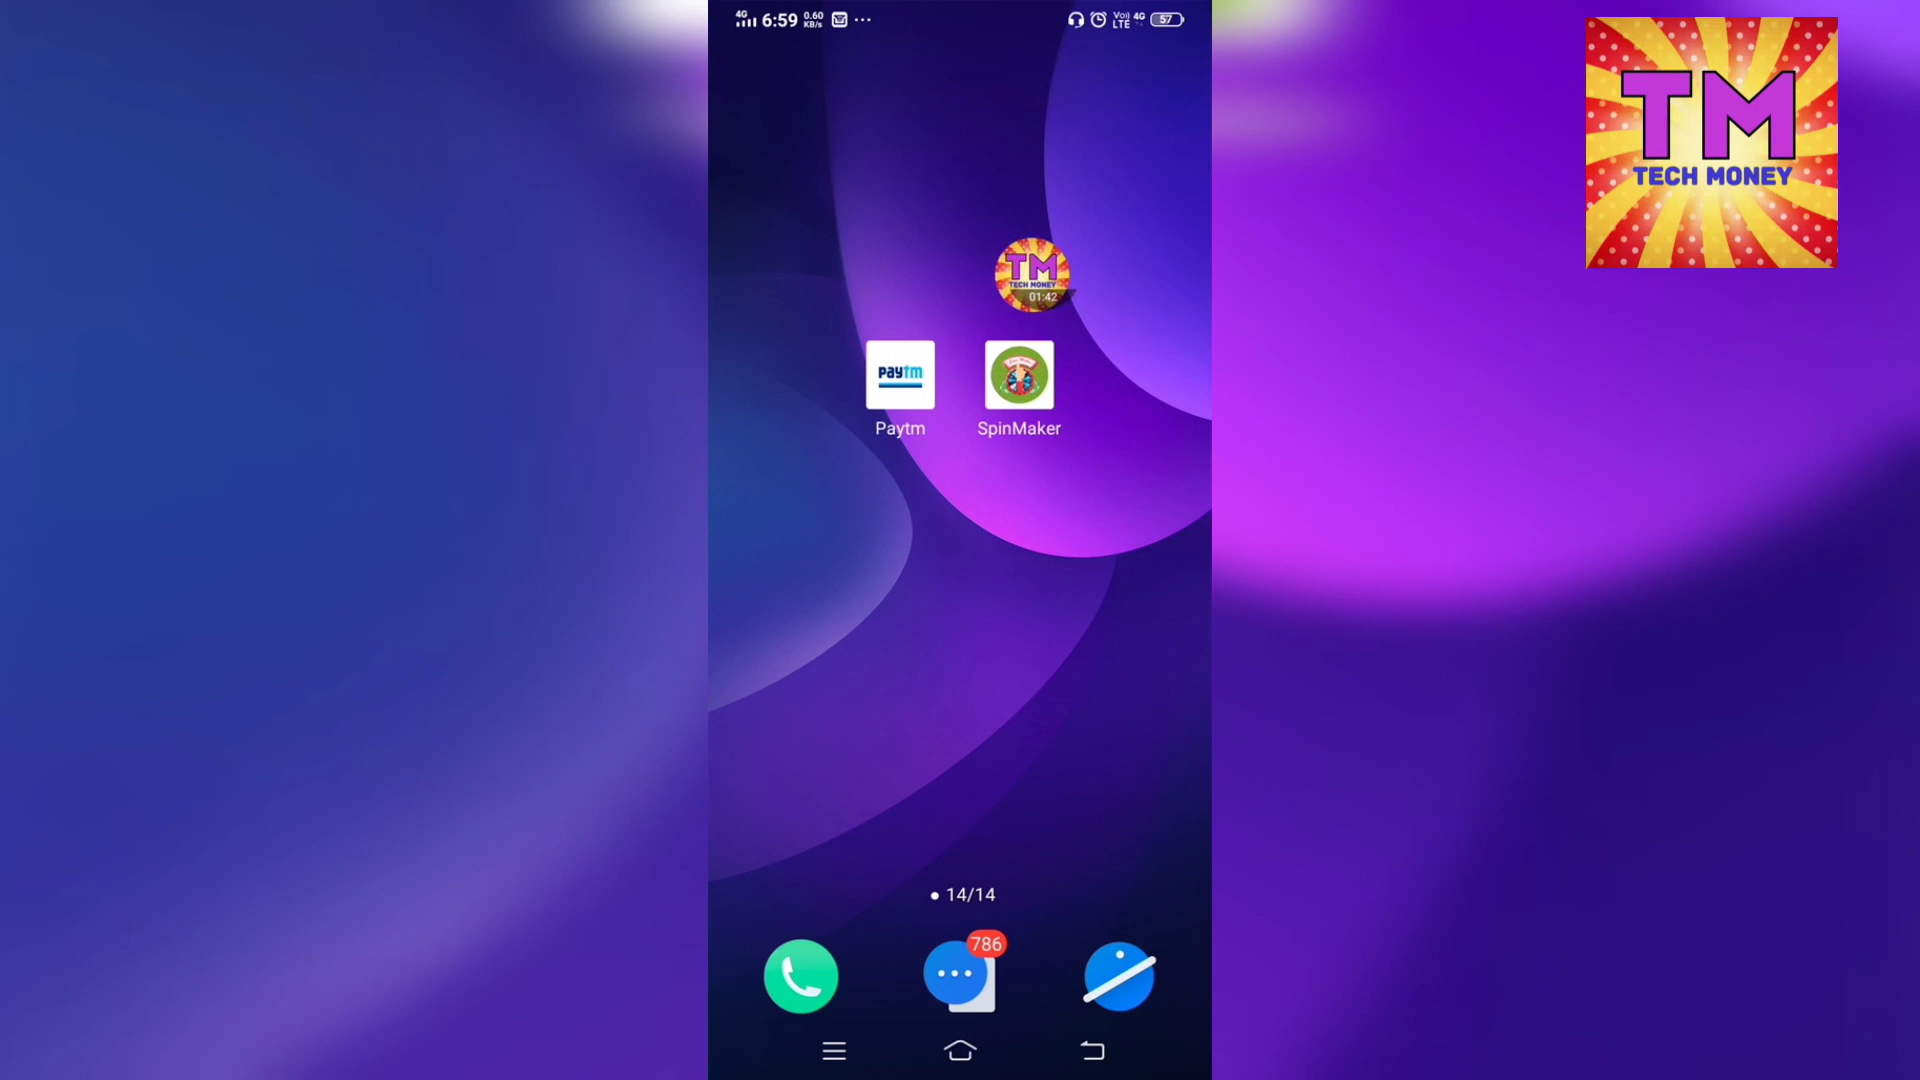 4G 6:59 0.60 KB/s ...
Vo)) LTE 4G 57
TM
TECH MONEY
TM
TECH MONEY
01:42
paytm
Paytm
SpinMaker
14/14
786